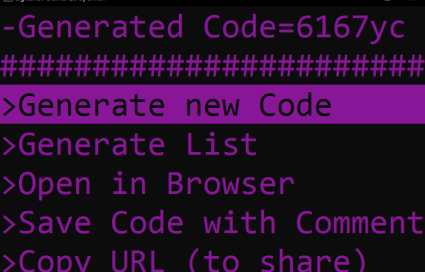 -Generated Code=6167yc
#######################
>Generate new Code
>Generate List
>Open in Browser
>Save Code with Comment
>Copy URL (to share)